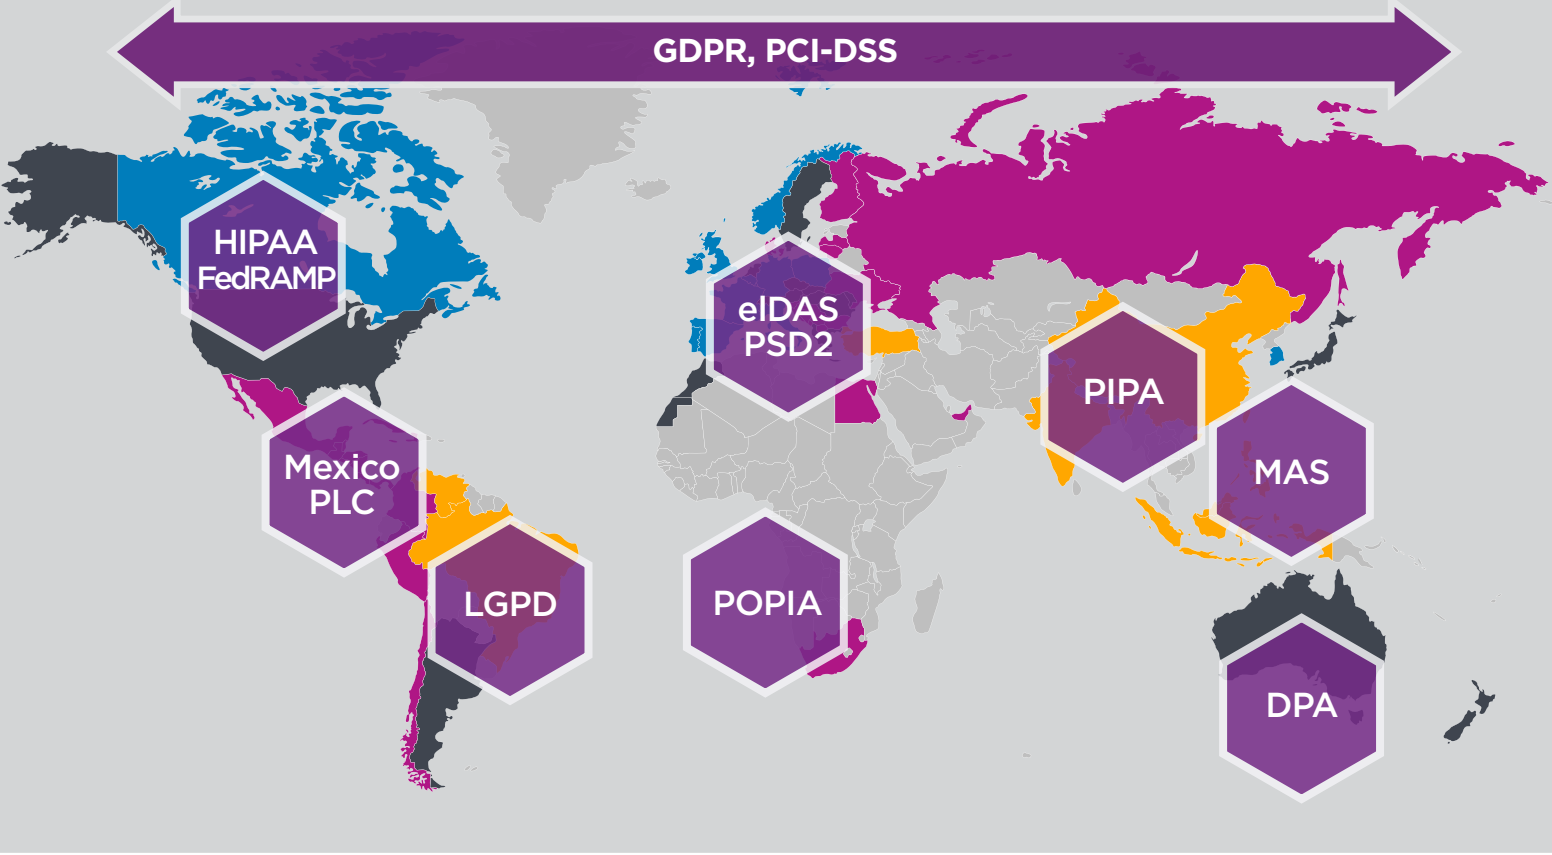 GDPR, PCI-DSS
HIPAA
FedRAMP
eIDAS
PSD2
PIPA
Mexico
PLC
MAS
LGPD
POPIA
DPA